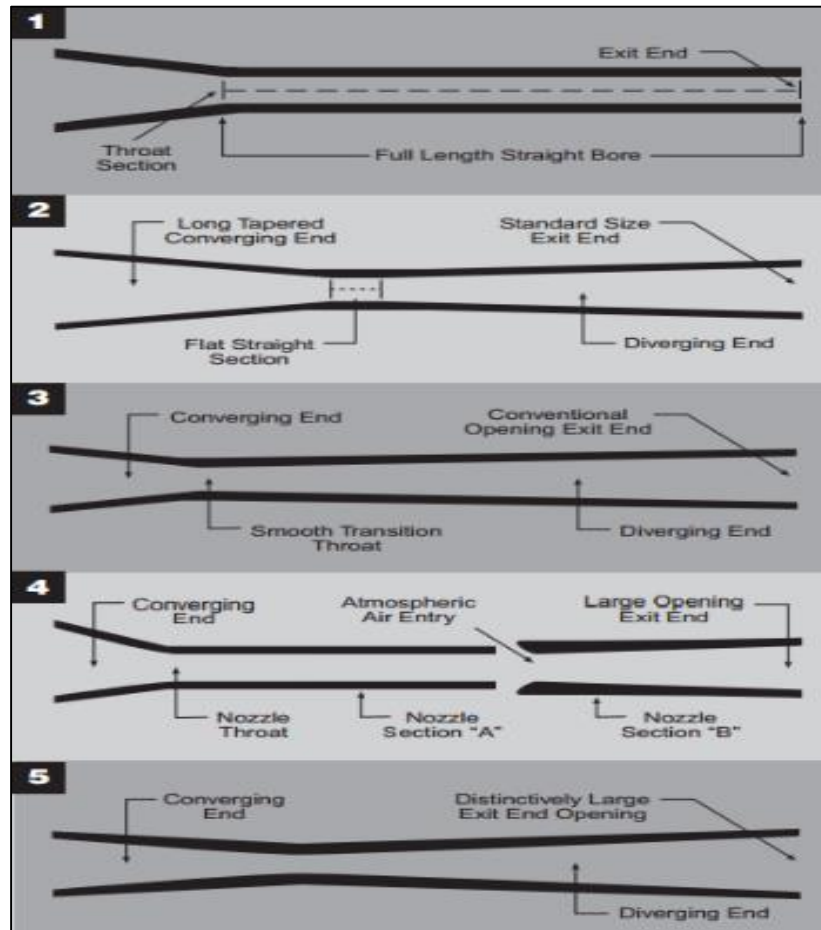 1
Exit End
Throat
Section
Full Length Straight Bore
2
Long Tapered
Converging End
Standard Size
Exit End
Flat Straight
Section
Diverging End
3
Converging End
Conventional
Opening Exit End
Smooth Transition
Throat
Diverging End
4
Converging
End
Atmospheric
Air Entry
Large Opening
Exit End
Nozzle
Throat
Nozzle
Section "A"
Nozzle
Section "B"
5
Converging
End
Distinctively Large
Exit End Opening
Diverging End